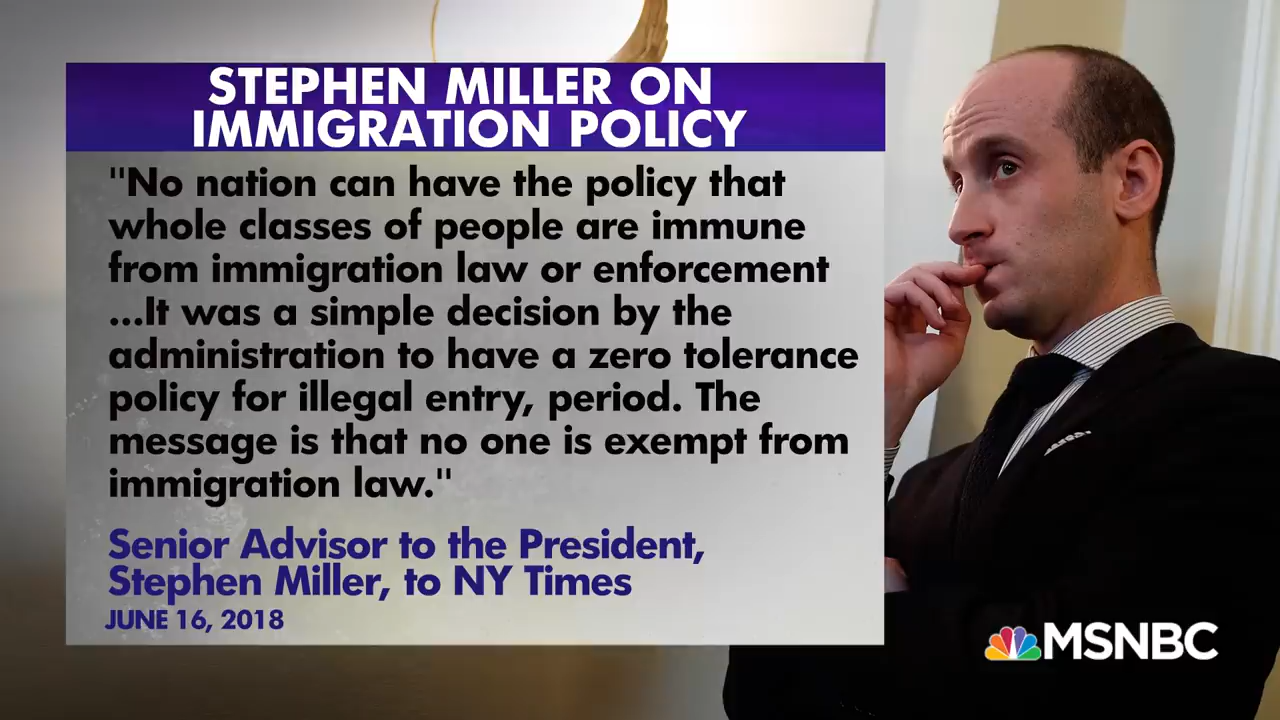 STEPHEN MILLER ON
IMMIGRATION POLICY
"No nation can have the policy that
whole classes of people are immune
from immigration law or enforcement
...It was a simple decision by the
administration to have a zero tolerance
policy for illegal entry, period. The
message is that no one is exempt from
immigration law."
Senior Advisor to the President,
Stephen Miller, to NY Times
JUNE 16, 2018
MSNBC